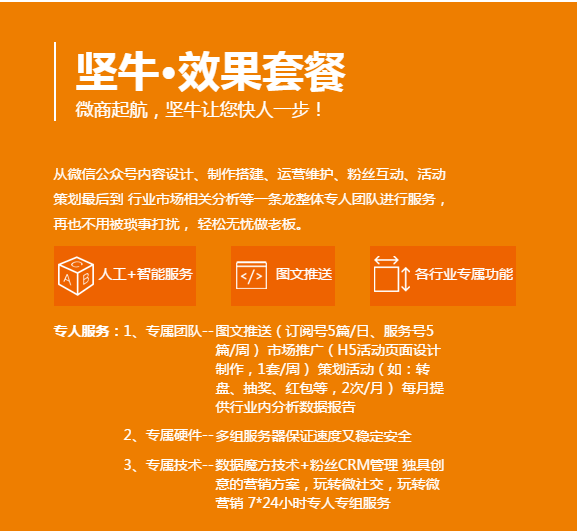 坚牛·效果套餐
微商起航，坚牛让您快人一步！
从微信公众号内容设计、制作搭建、运营维护、粉丝互动、活动
策划最后到 行业市场相关分析等一条龙整体专人团队进行服务，
再也不用被琐事打扰， 轻松无忧做老板。
A B 人工+智能服务
</> 图文推送
各行业专属功能
专人服务：1、专属团队--图文推送（订阅号5篇/日、服务号5
篇/周） 市场推广（H5活动页面设计
制作，1套/周） 策划活动（如：转
盘、抽奖、红包等，2次/月） 每月提
供行业内分析数据报告
2、专属硬件--多组服务器保证速度又稳定安全
3、专属技术--数据魔方技术+粉丝CRM管理 独具创
意的营销方案，玩转微社交，玩转微
营销 7*24小时专人专组服务